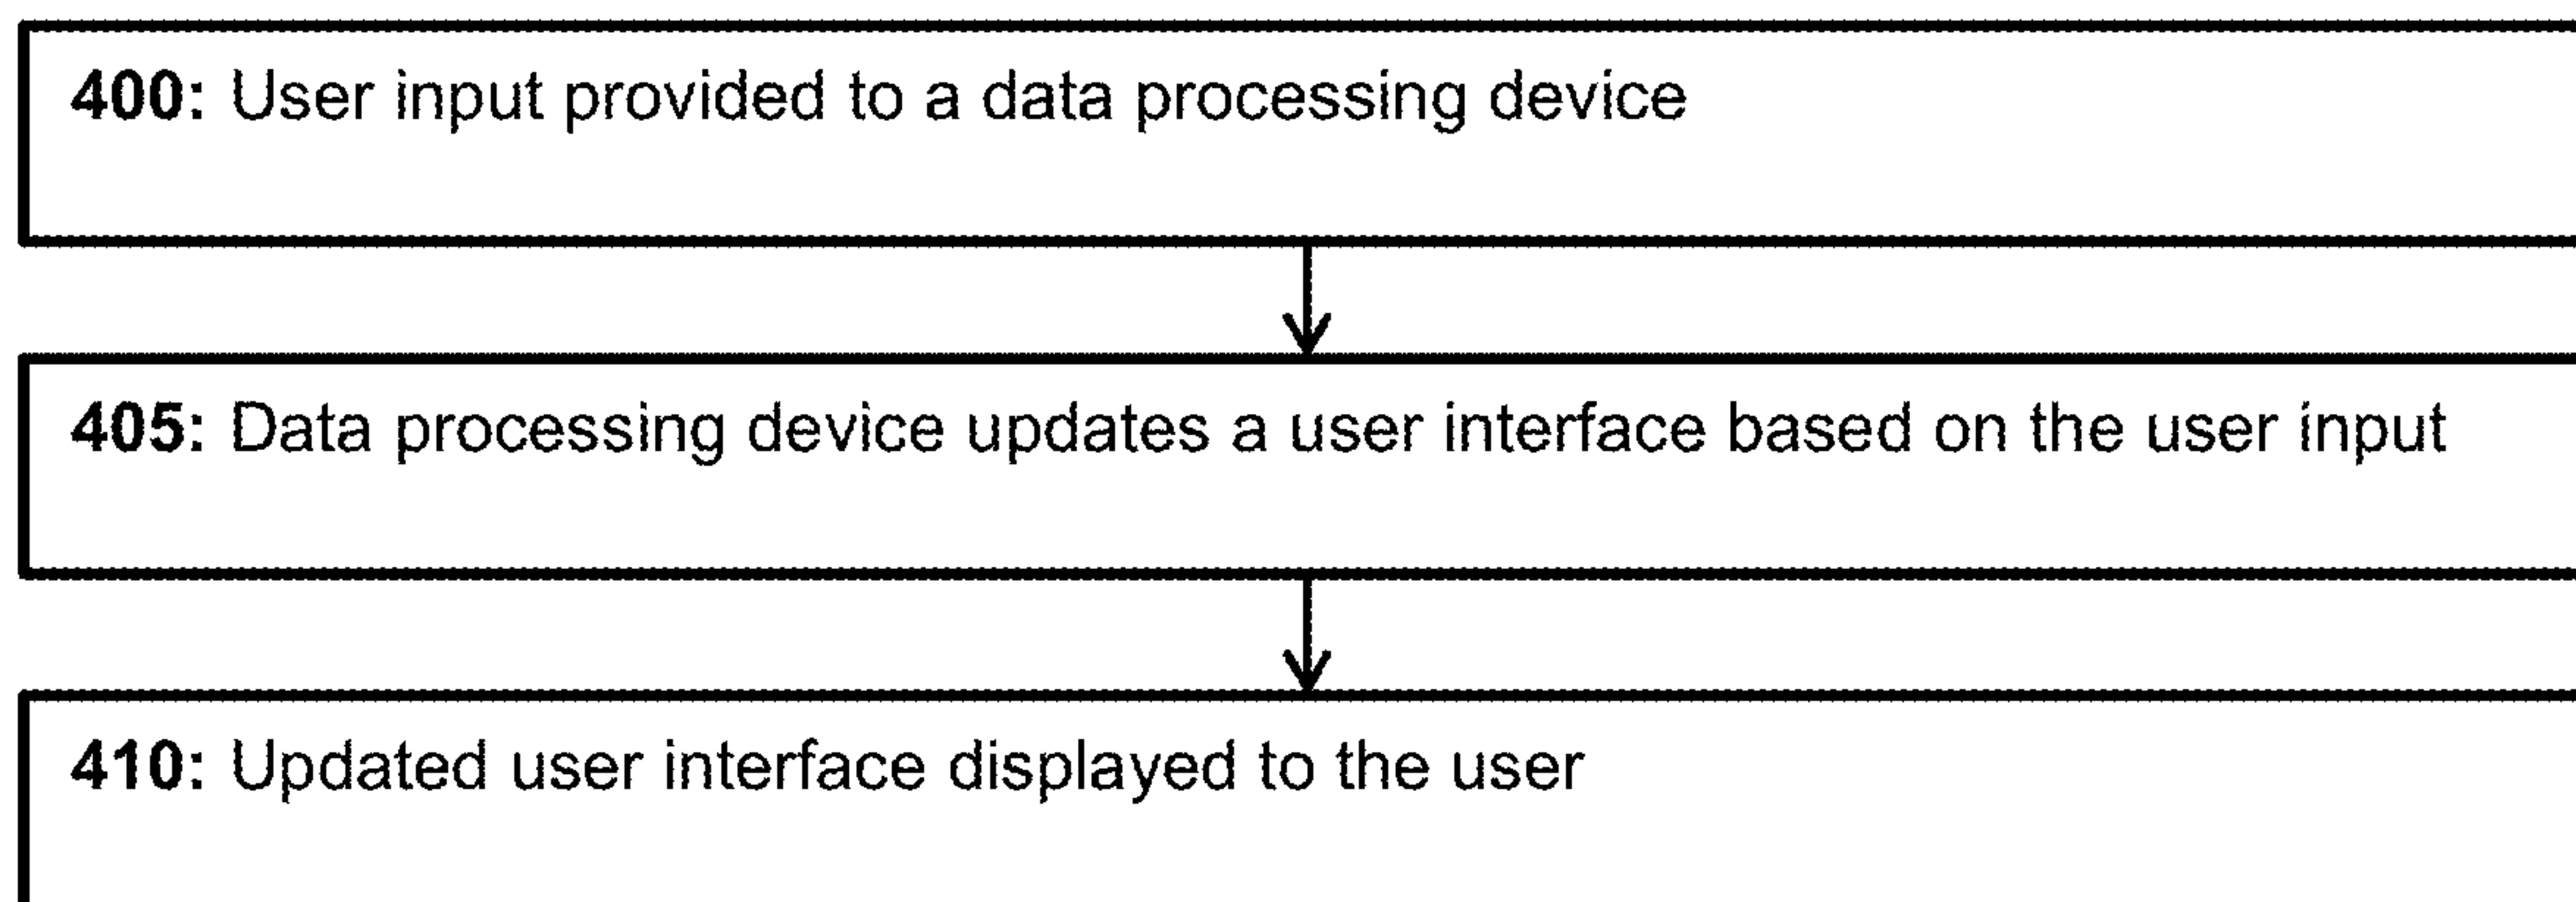 400: User input provided to a data processing device
405: Data processing device updates a user interface based on the user input
410: Updated user interface displayed to the user